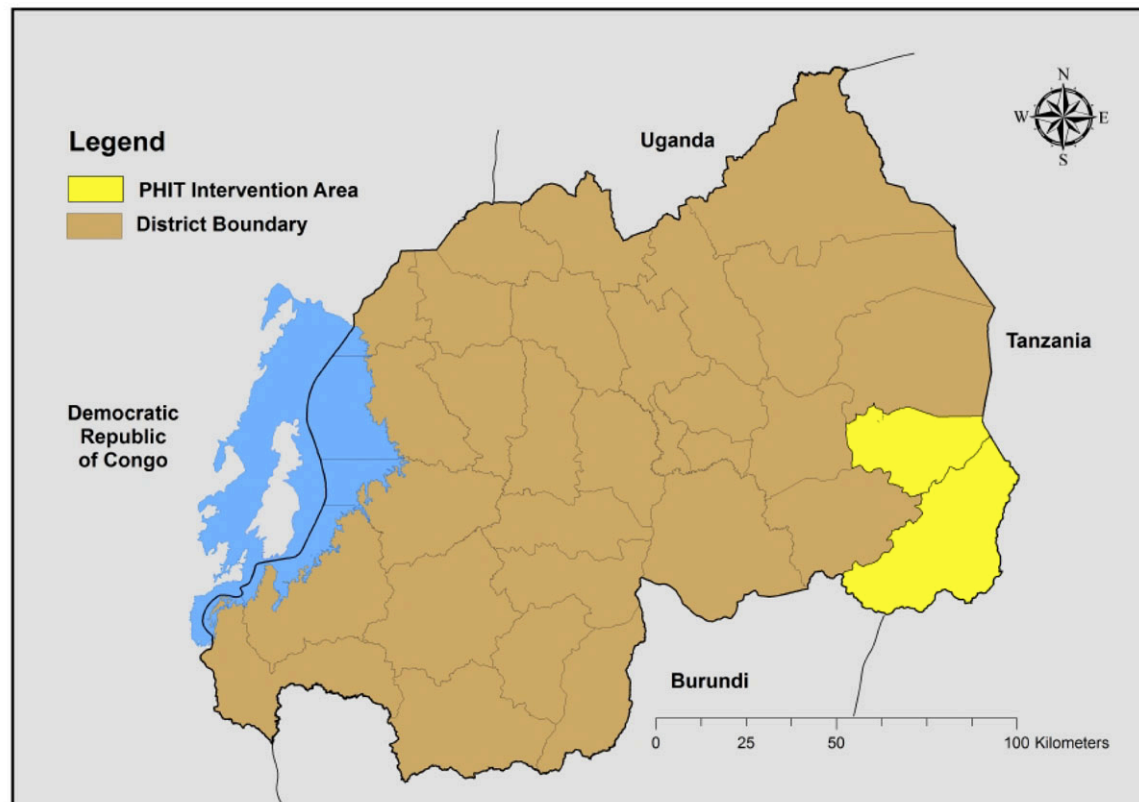 N
W
E
S
Uganda
Legend
PHIT Intervention Area
District Boundary
Tanzania
Democratic
Republic
of Congo
Burundi
0
25
50
100 Kilometers